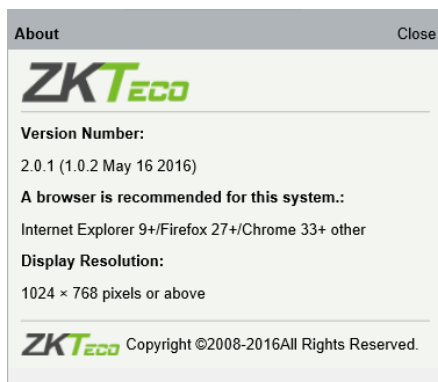 About Close
ZKTECO
Version Number:
2.0.1 (1.0.2 May 16 2016)
A browser is recommended for this system.:
Internet Explorer 9+/Firefox 27+/Chrome 33+ other
Display Resolution:
1024 × 768 pixels or above
ZKTECO Copyright ©2008-2016All Rights Reserved.